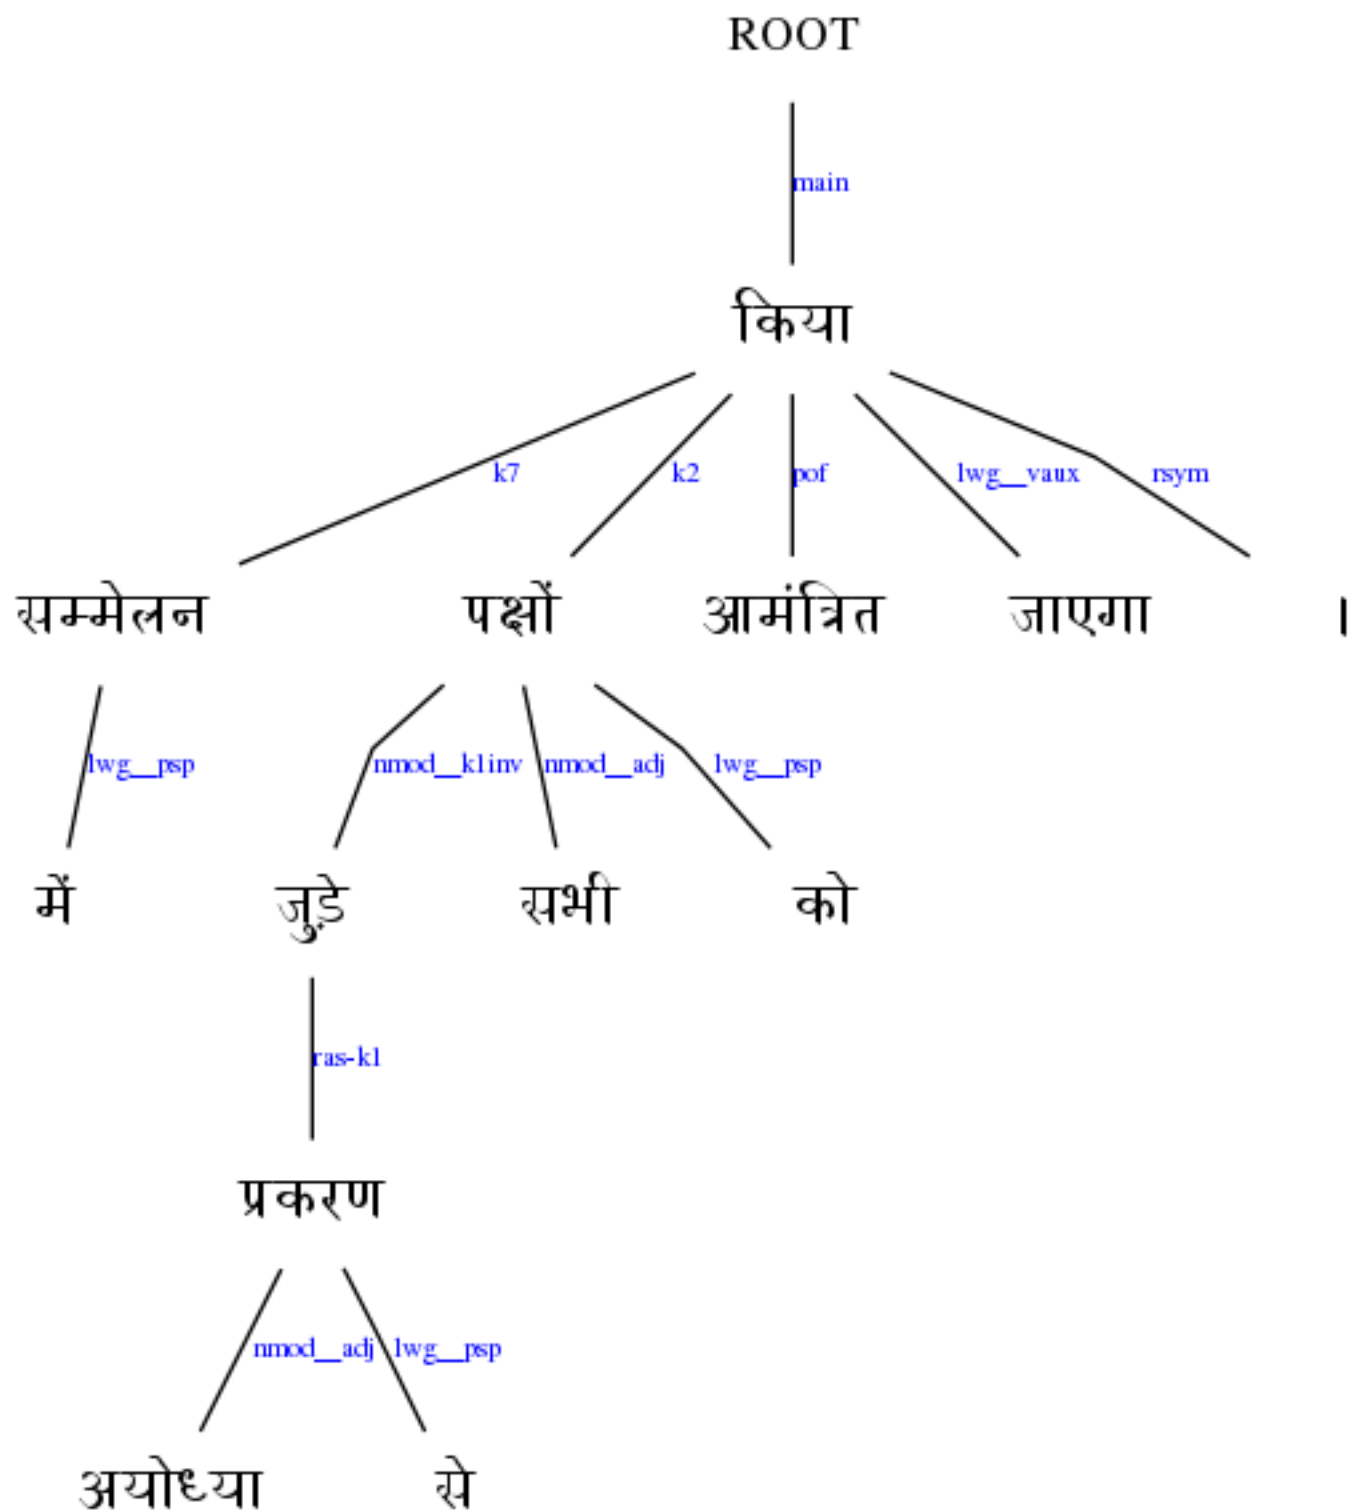 ROOT
main
किया
k7 k2 pof lwg__vaux rsym
सम्मेलन पक्षों आमंत्रित जाएगा ।
lwg__psp nmod__k1inv nmod__adj lwg__psp
में जुड़े सभी को
ras-k1
प्रकरण
nmod__adj lwg__psp
अयोध्या से